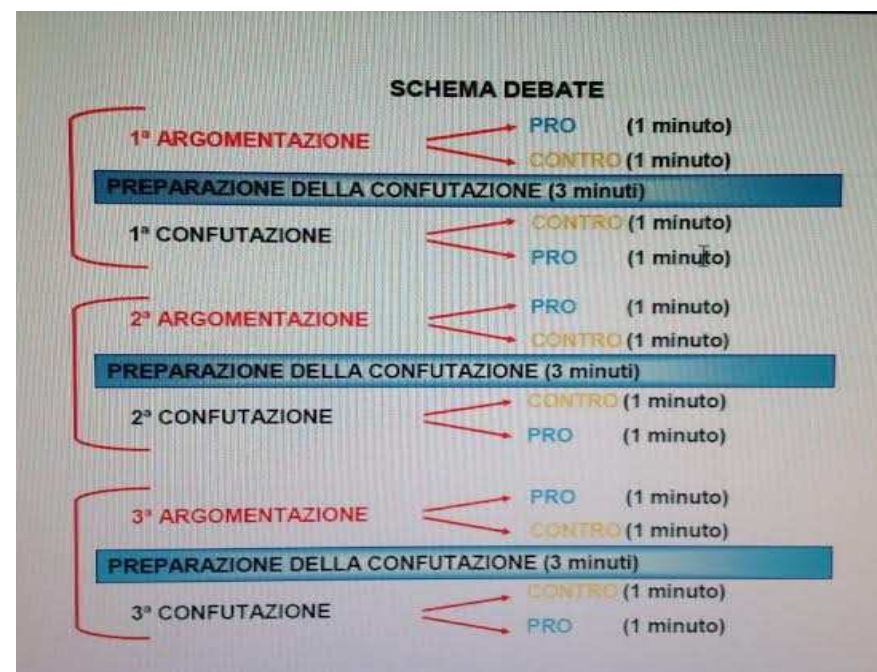 SCHEMA DEBATE
1ª ARGOMENTAZIONE
PRO (1 minuto)
CONTRO (1 minuto)
PREPARAZIONE DELLA CONFUTAZIONE (3 minuti)
1ª CONFUTAZIONE
CONTRO (1 minuto)
PRO (1 minuto)
2ª ARGOMENTAZIONE
PRO (1 minuto)
CONTRO (1 minuto)
PREPARAZIONE DELLA CONFUTAZIONE (3 minuti)
2ª CONFUTAZIONE
CONTRO (1 minuto)
PRO (1 minuto)
3ª ARGOMENTAZIONE
PRO (1 minuto)
CONTRO (1 minuto)
PREPARAZIONE DELLA CONFUTAZIONE (3 minuti)
3ª CONFUTAZIONE
CONTRO (1 minuto)
PRO (1 minuto)